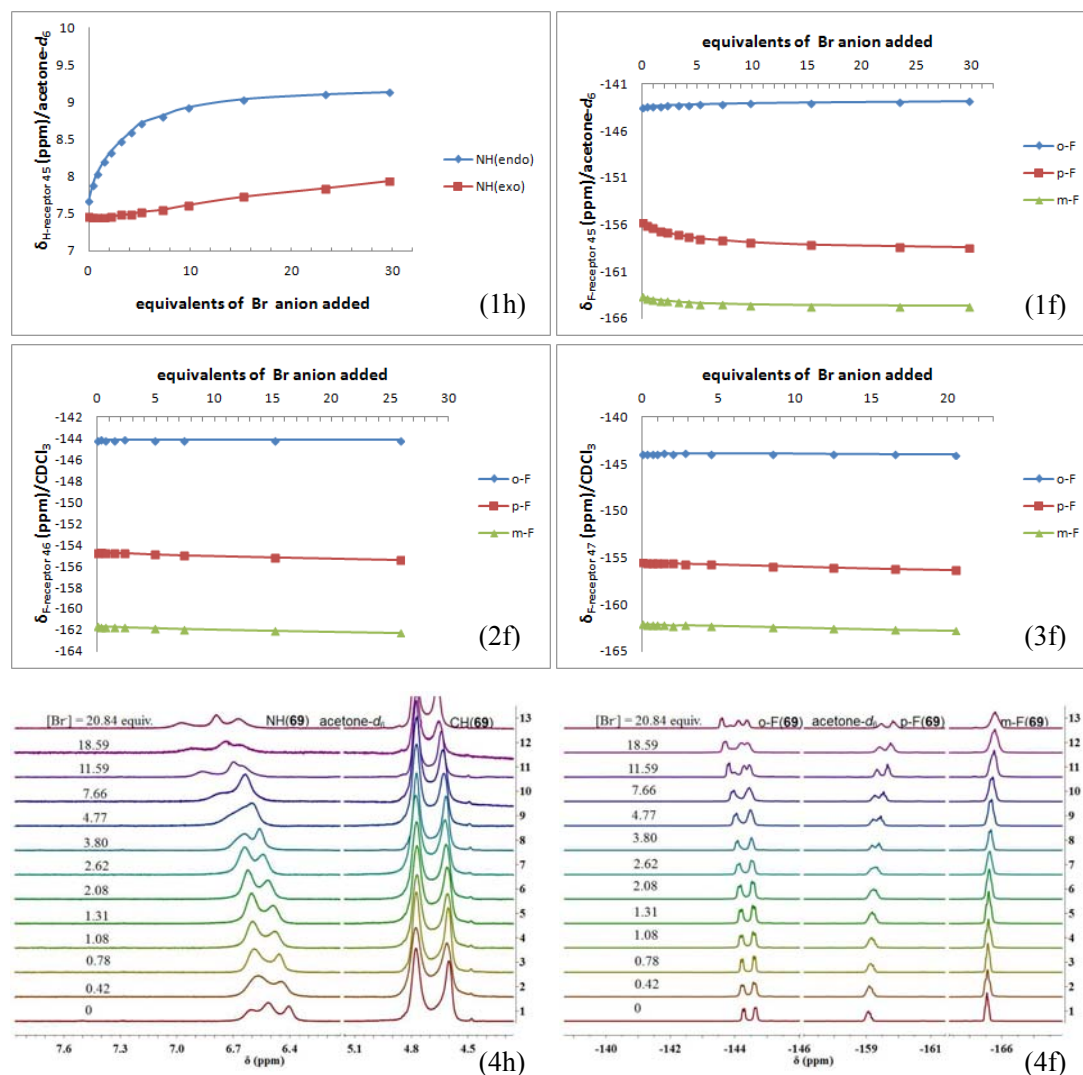 10
9.5
9
8.5
8
7.5
7
δH-receptor 45 (ppm)/acetone-d6
0 10 20 30
equivalents of Br anion added
NH(endo)
NH(exo)
(1h)
equivalents of Br anion added
0 5 10 15 20 25 30
-141
-146
-151
-156
-161
-166
δF-receptor 45 (ppm)/acetone-d6
o-F
p-F
m-F
(1f)
equivalents of Br anion added
0 5 10 15 20 25 30
-142
-144
-146
-148
-150
-152
-154
-156
-158
-160
-162
-164
δF-receptor 46 (ppm)/CDCl3
o-F
p-F
m-F
(2f)
equivalents of Br anion added
0 5 10 15 20
-140
-145
-150
-155
-160
-165
δF-receptor 47 (ppm)/CDCl3
o-F
p-F
m-F
(3f)
[Br-] = 20.84 equiv. NH(69) acetone-d6 CH(69) 13
18.59 12
11.59 11
7.66 10
4.77 9
3.80 8
2.62 7
2.08 6
1.31 5
1.08 4
0.78 3
0.42 2
0 1
7.6 7.3 7.0 6.7 6.4 5.1 4.8 4.5
δ (ppm)
(4h)
[Br-] = 20.84 equiv. o-F(69) acetone-d6 p-F(69) m-F(69) 13
18.59 12
11.59 11
7.66 10
4.77 9
3.80 8
2.62 7
2.08 6
1.31 5
1.08 4
0.78 3
0.42 2
0 1
-140 -142 -144 -146 -159 -161 -166
δ (ppm)
(4f)